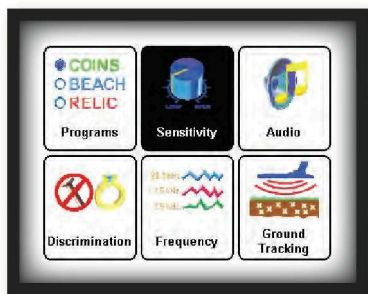 COINS
BEACH
RELIC
Programs
Sensitivity
Audio
Discrimination
Frequency
Ground
Tracking